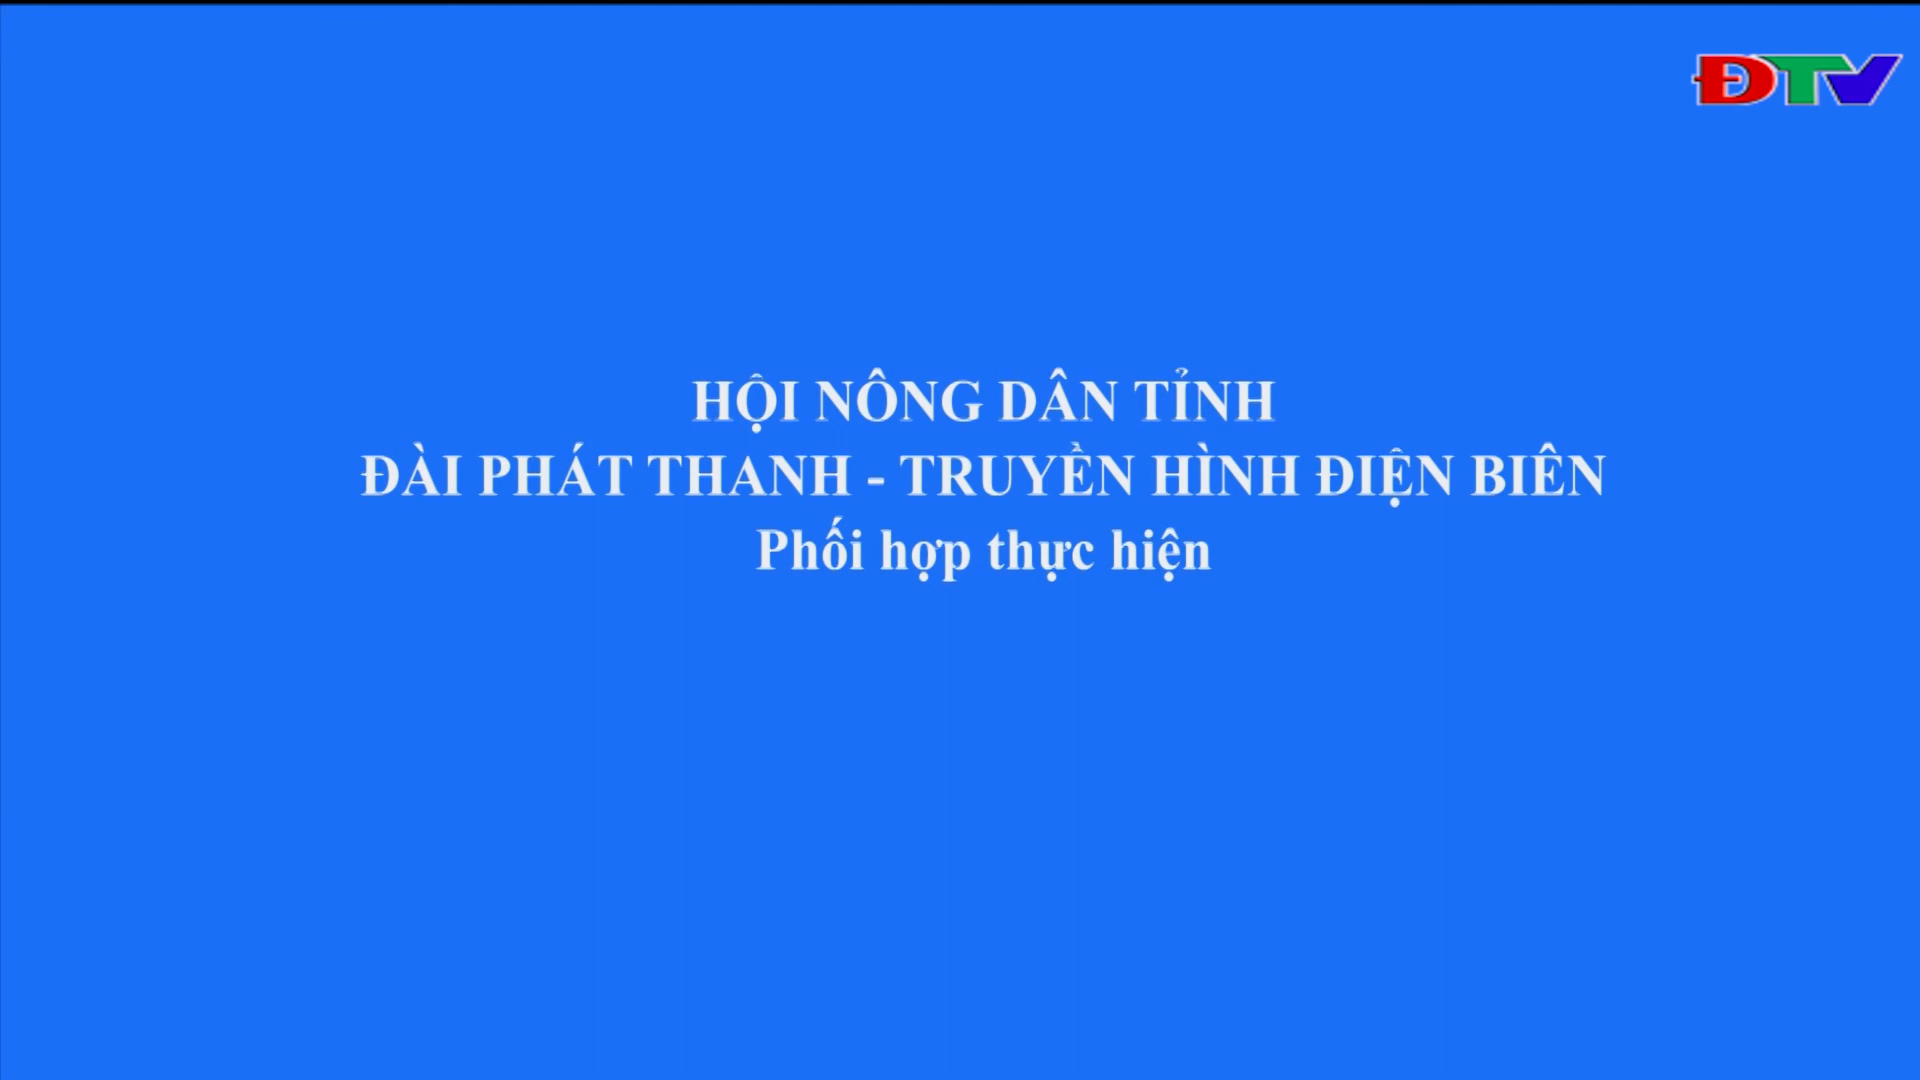 ĐTV
HỘI NÔNG DÂN TỈNH
ĐÀI PHÁT THANH - TRUYỀN HÌNH ĐIỆN BIÊN
Phối hợp thực hiện